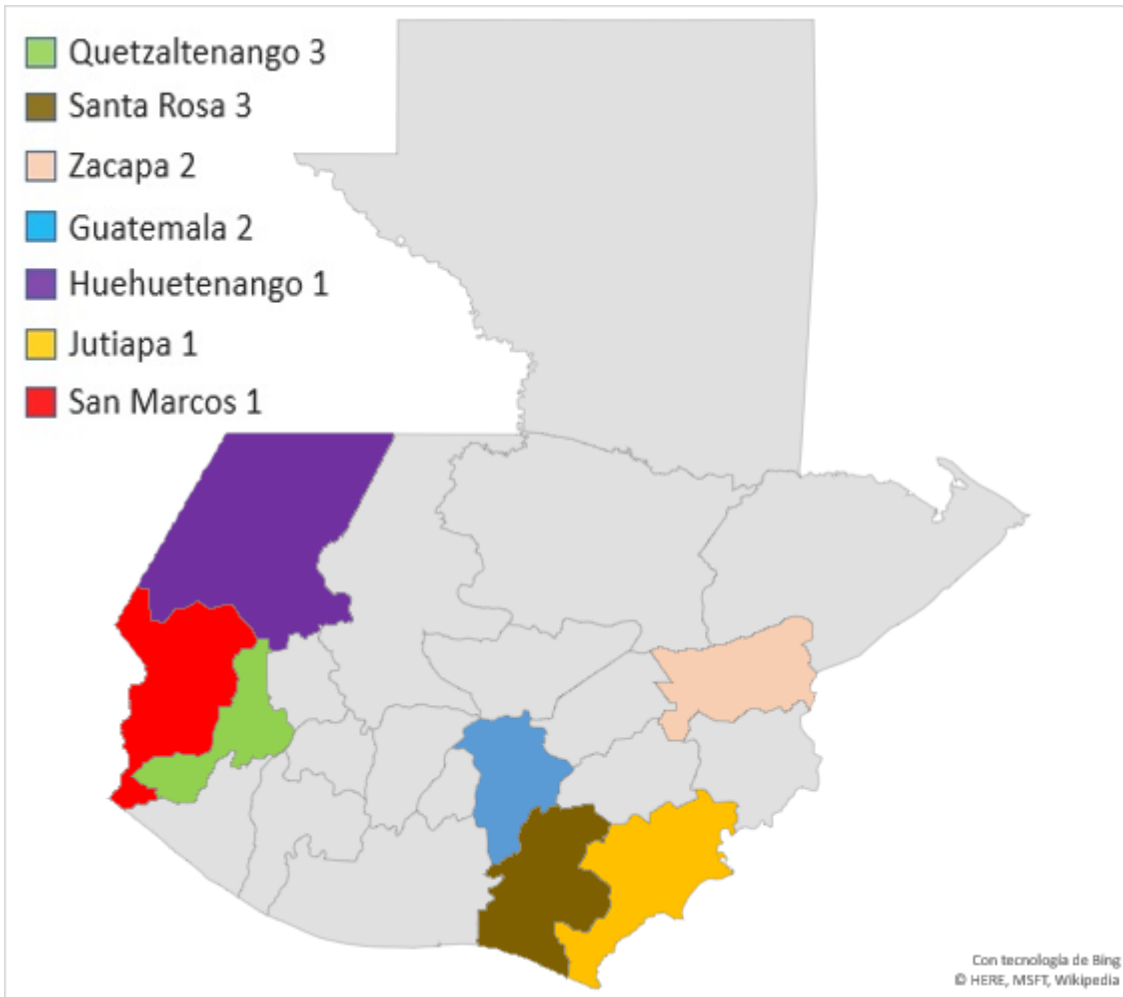 Quetzaltenango 3
Santa Rosa 3
Zacapa 2
Guatemala 2
Huehuetenango 1
Jutiapa 1
San Marcos 1
Con tecnología de Bing
© HERE, MSFT, Wikipedia